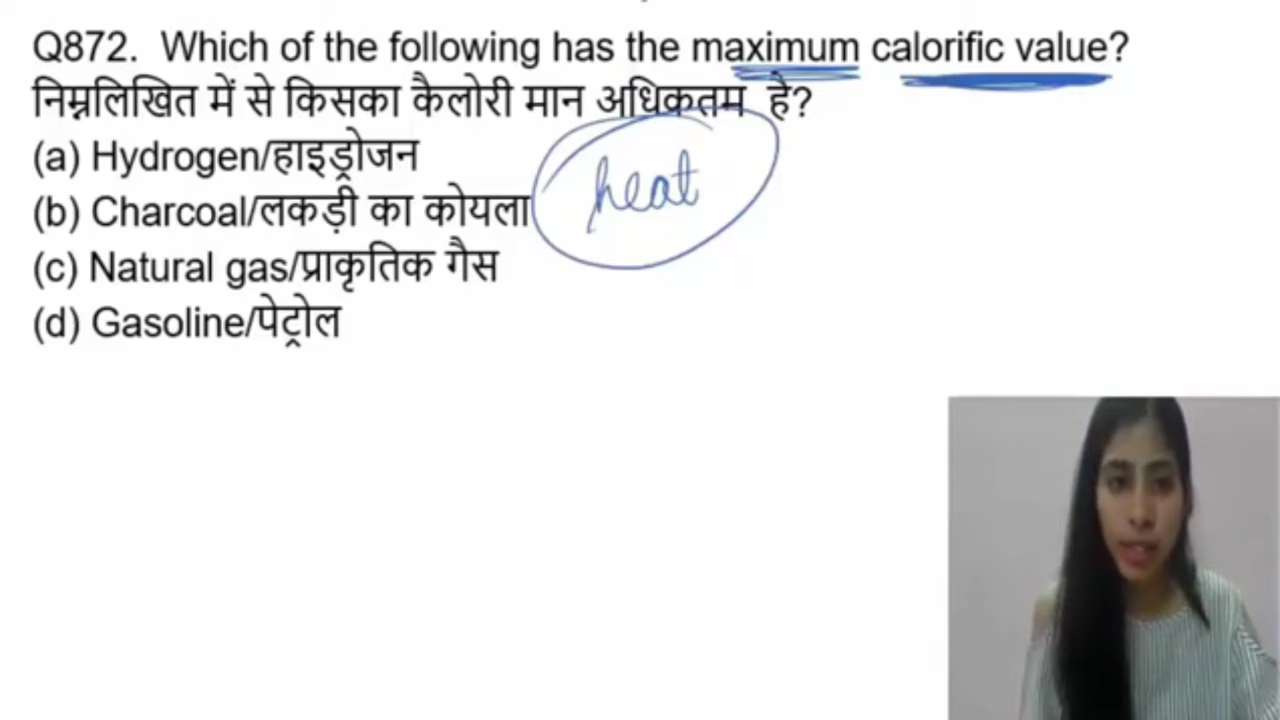 Q872. Which of the following has the maximum calorific value?
निम्नलिखित में से किसका कैलोरी मान अधिकतम है?
(a) Hydrogen/हाइड्रोजन
heat
(b) Charcoal/लकड़ी का कोयला
(c) Natural gas/प्राकृतिक गैस
(d) Gasoline/पेट्रोल